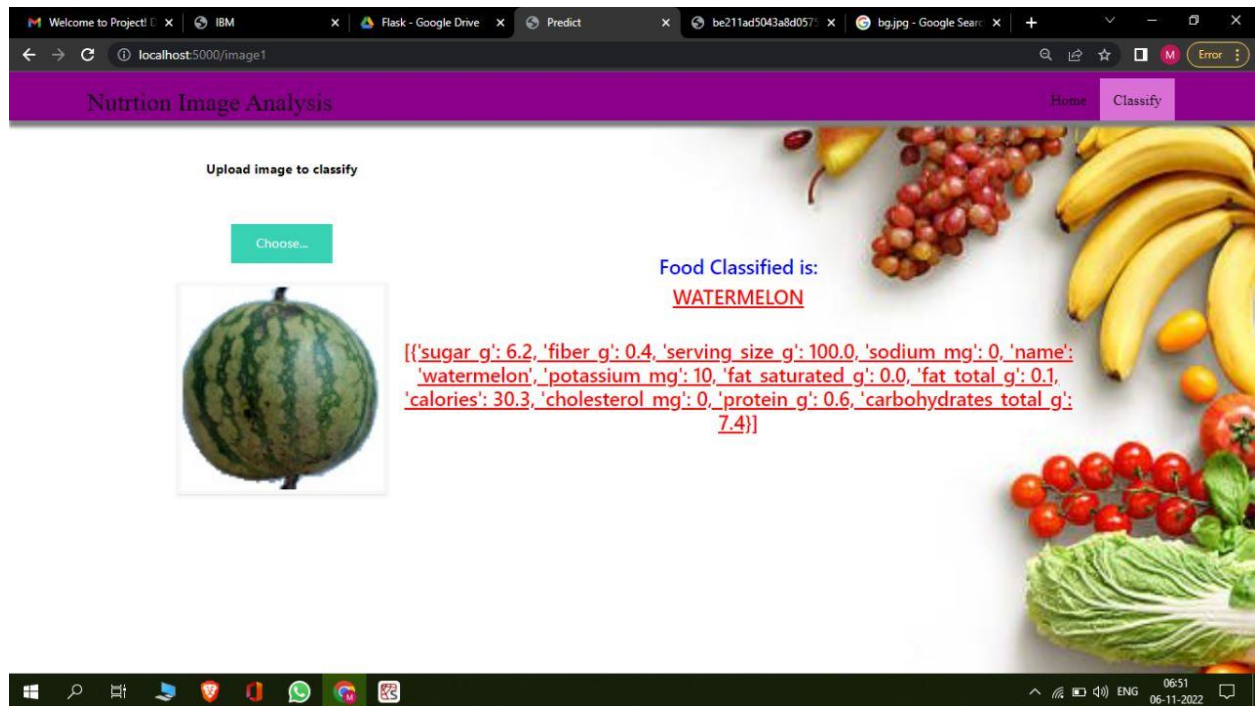 Welcome to Project! D
IBM
Flask - Google Drive
Predict
be211ad5043a8d0575
bg.jpg - Google Searc
localhost:5000/image1
M
Error
Nutrtion Image Analysis
Home
Classify
Upload image to classify
Choose...
Food Classified is:
WATERMELON
[{'sugar_g': 6.2, 'fiber_g': 0.4, 'serving_size_g': 100.0, 'sodium_mg': 0, 'name':
'watermelon', 'potassium_mg': 10, 'fat_saturated_g': 0.0, 'fat_total_g': 0.1,
'calories': 30.3, 'cholesterol_mg': 0, 'protein_g': 0.6, 'carbohydrates_total_g':
7.4}]
ENG
06:51
06-11-2022